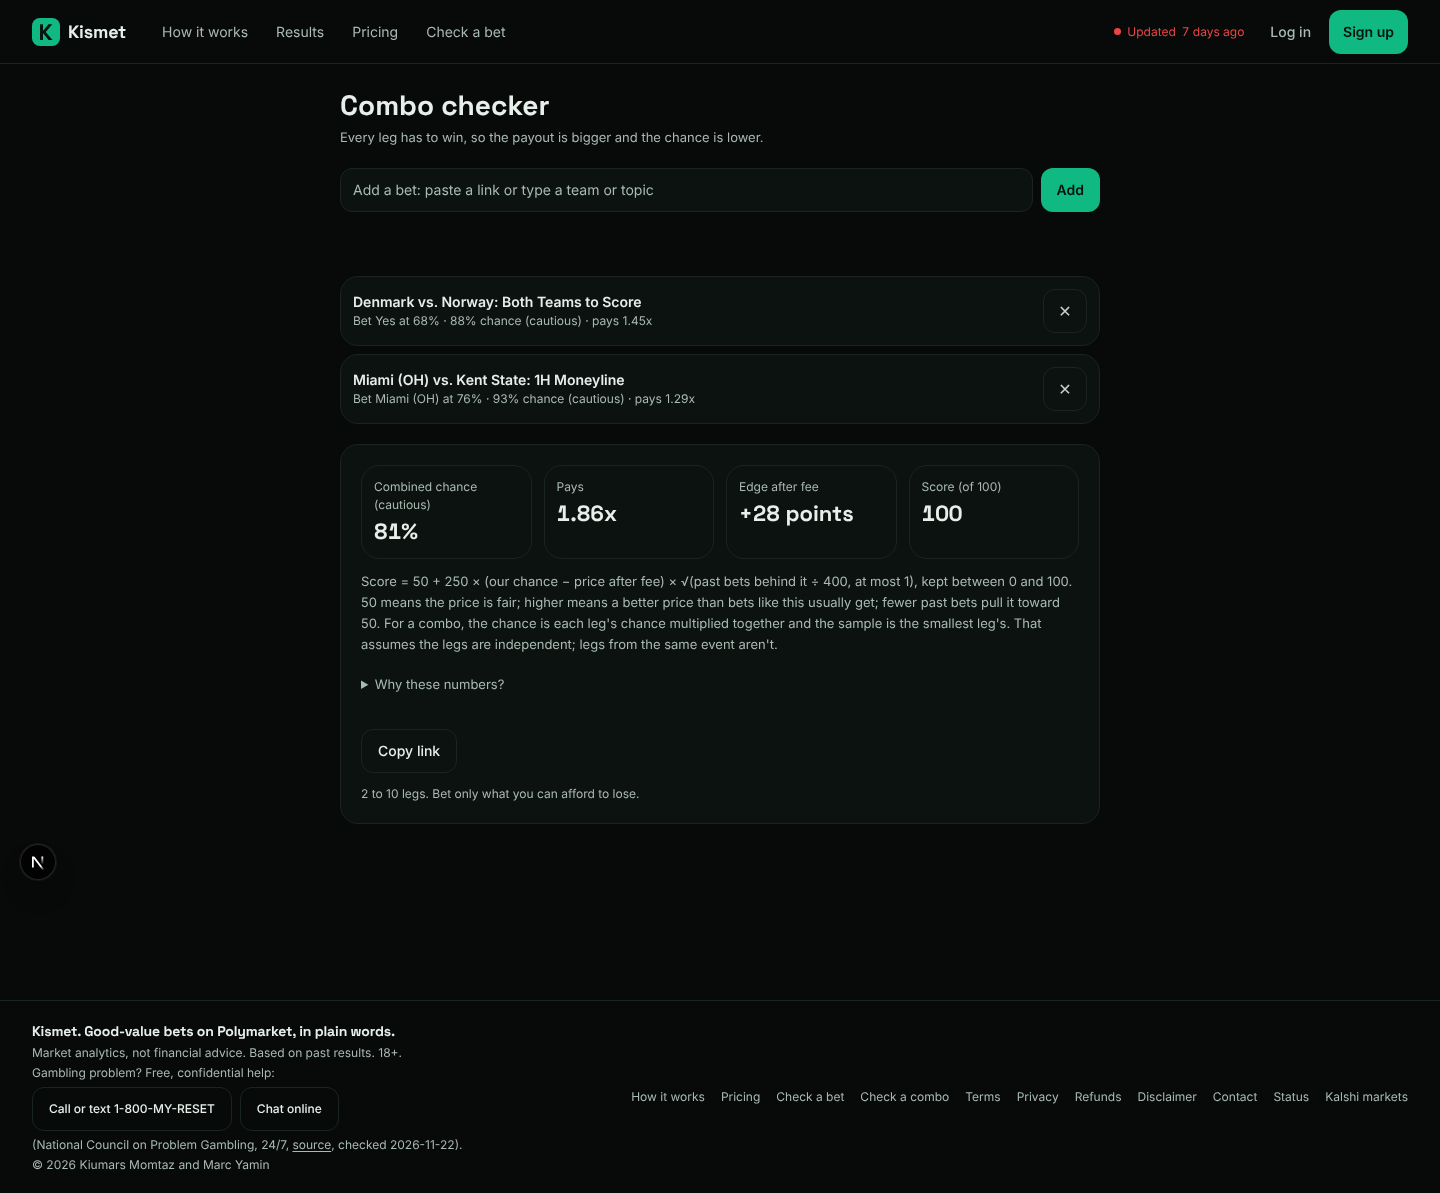 Kismet
How it works
Results
Pricing
Check a bet
Updated 7 days ago
Log in
Sign up
Combo checker
Every leg has to win, so the payout is bigger and the chance is lower.
Add a bet: paste a link or type a team or topic
Add
Denmark vs. Norway: Both Teams to Score
Bet Yes at 68% · 88% chance (cautious) · pays 1.45x
×
Miami (OH) vs. Kent State: 1H Moneyline
Bet Miami (OH) at 76% · 93% chance (cautious) · pays 1.29x
×
Combined chance
(cautious)
81%
Pays
1.86x
Edge after fee
+28 points
Score (of 100)
100
Score = 50 + 250 × (our chance − price after fee) × √(past bets behind it ÷ 400, at most 1), kept between 0 and 100.
50 means the price is fair; higher means a better price than bets like this usually get; fewer past bets pull it toward
50. For a combo, the chance is each leg's chance multiplied together and the sample is the smallest leg's. That
assumes the legs are independent; legs from the same event aren't.
Why these numbers?
Copy link
2 to 10 legs. Bet only what you can afford to lose.
N
Kismet. Good-value bets on Polymarket, in plain words.
Market analytics, not financial advice. Based on past results. 18+.
Gambling problem? Free, confidential help:
Call or text 1-800-MY-RESET
Chat online
(National Council on Problem Gambling, 24/7, source, checked 2026-11-22).
© 2026 Kiumars Momtaz and Marc Yamin
How it works
Pricing
Check a bet
Check a combo
Terms
Privacy
Refunds
Disclaimer
Contact
Status
Kalshi markets